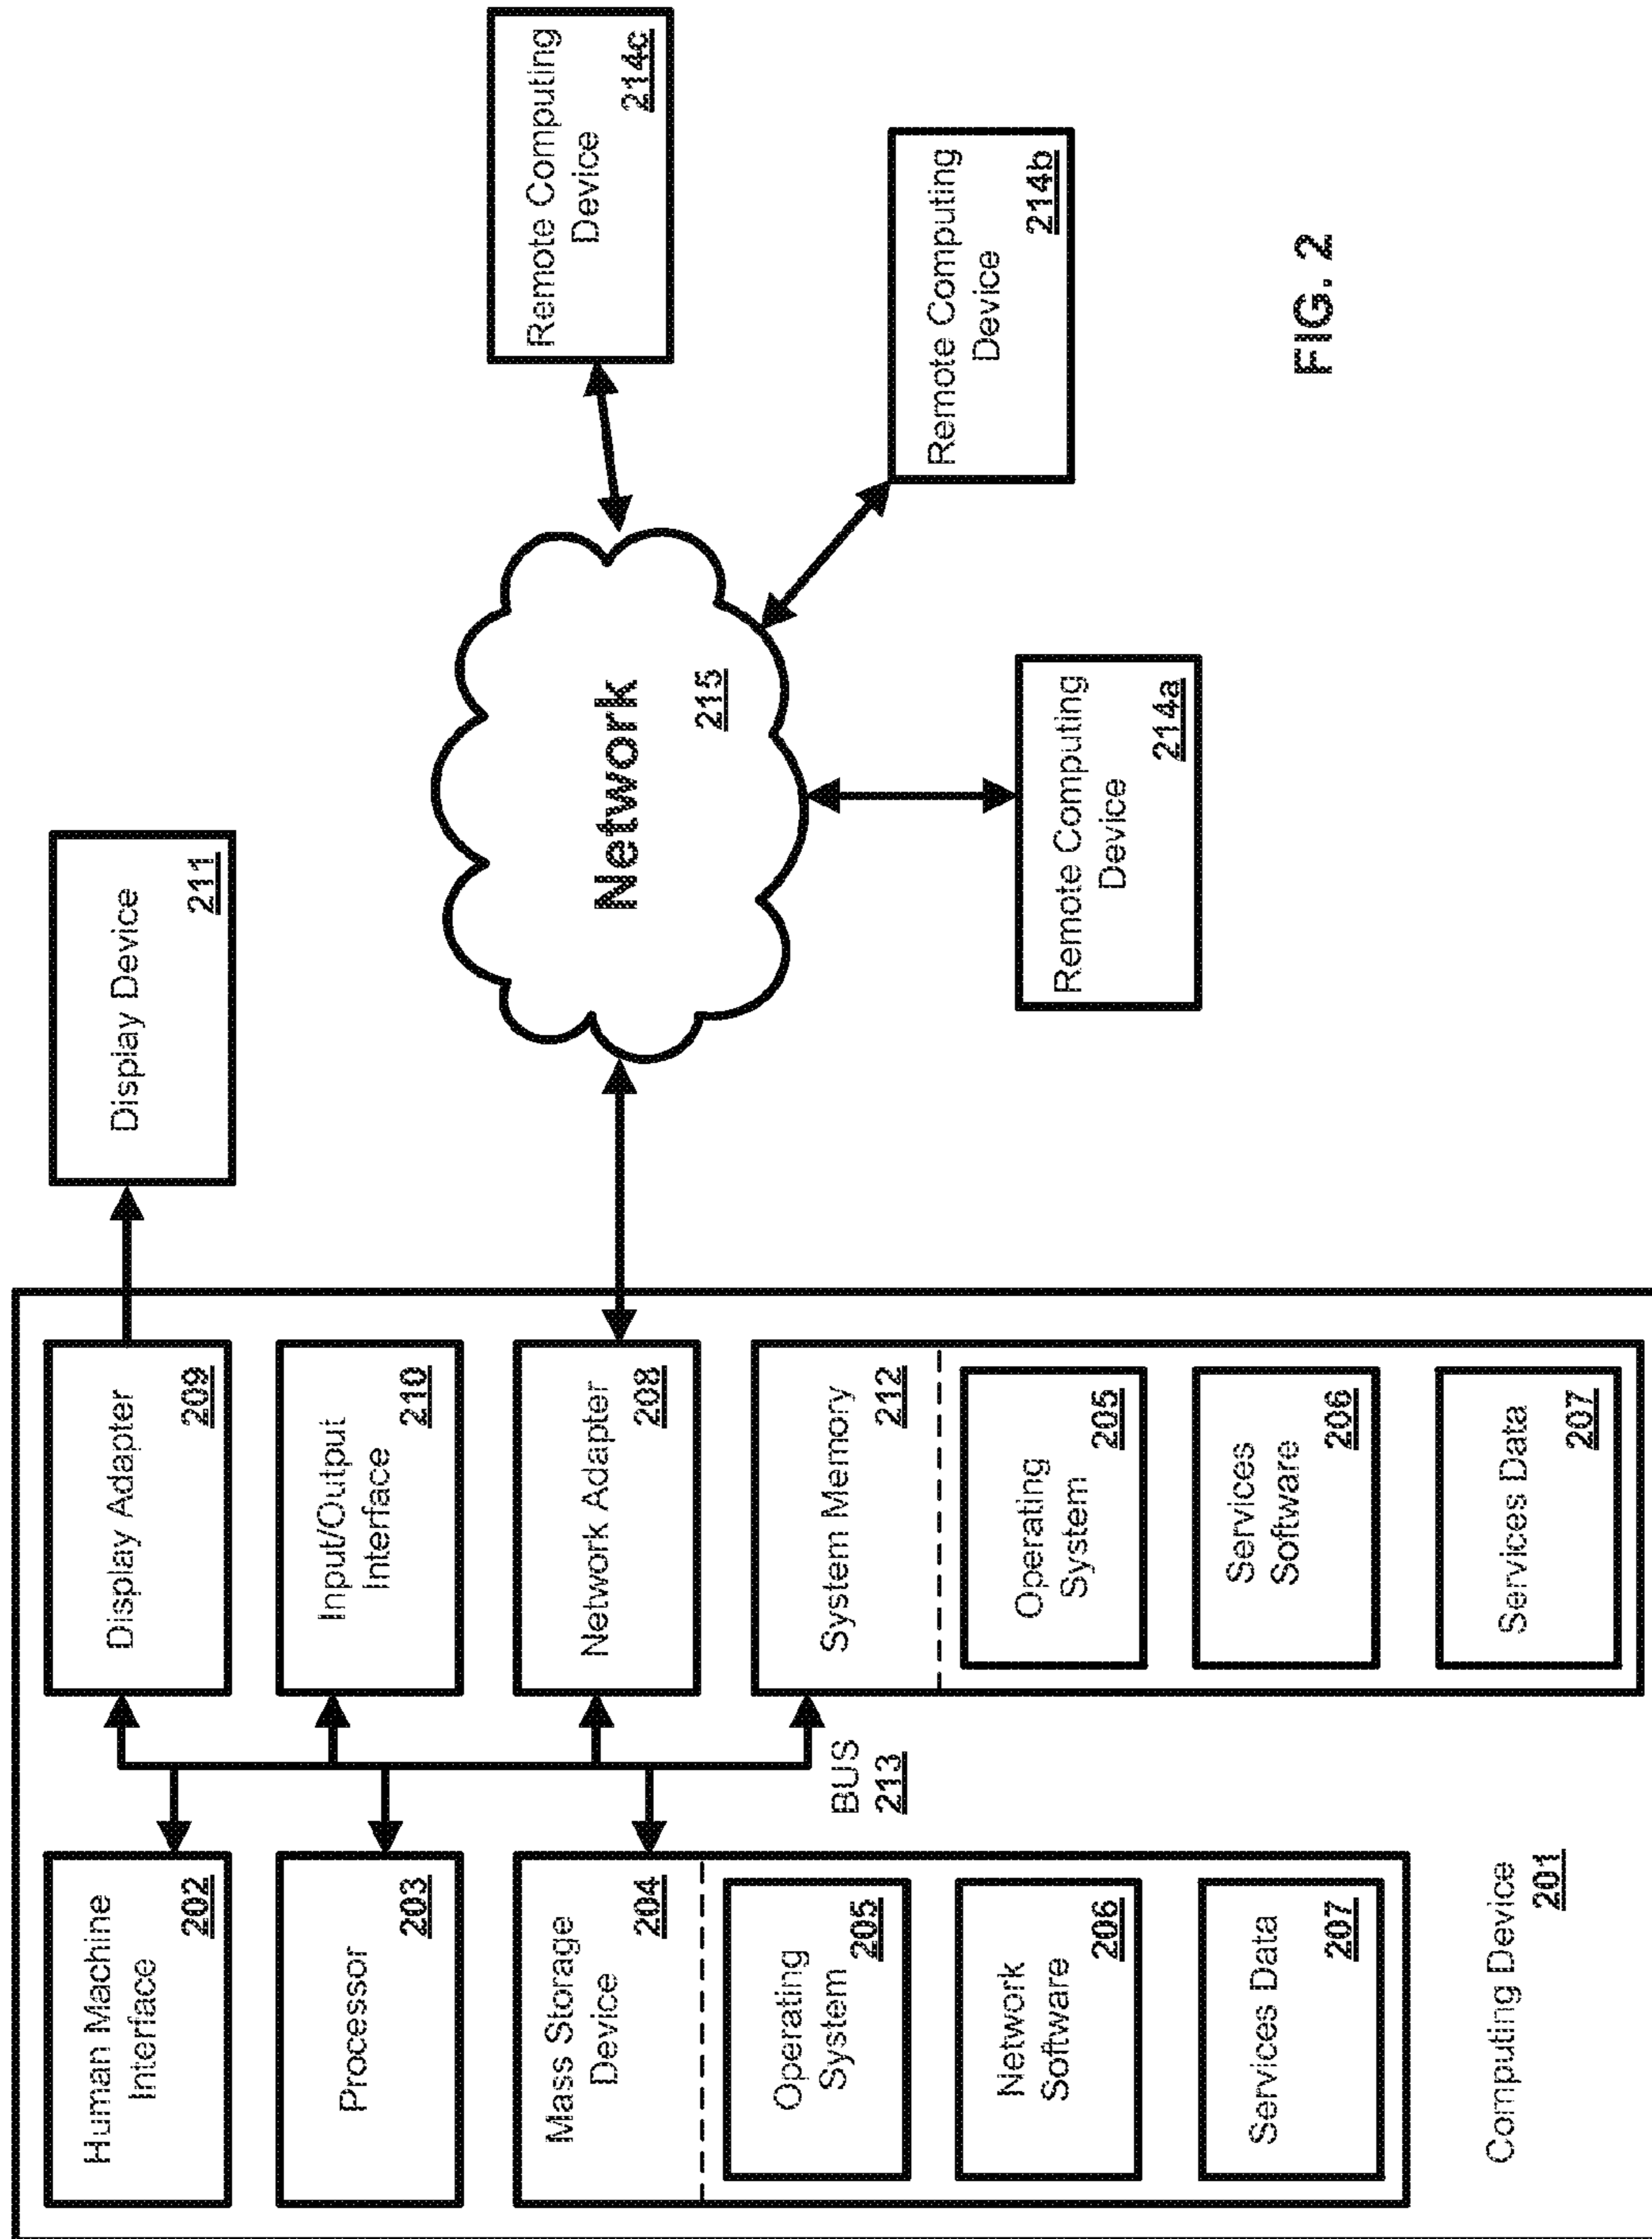 Human Machine
Interface
202
Processor
203
Mass Storage
Device
204
Operating
System
205
Network
Software
206
Services Data
207
Computing Device
201
BUS
213
Display Adapter
209
Input/Output
Interface
210
Network Adapter
208
System Memory
212
Operating
System
205
Services
Software
206
Services Data
207
Display Device
211
Network
215
Remote Computing
Device
214a
Remote Computing
Device
214b
Remote Computing
Device
214c
FIG. 2